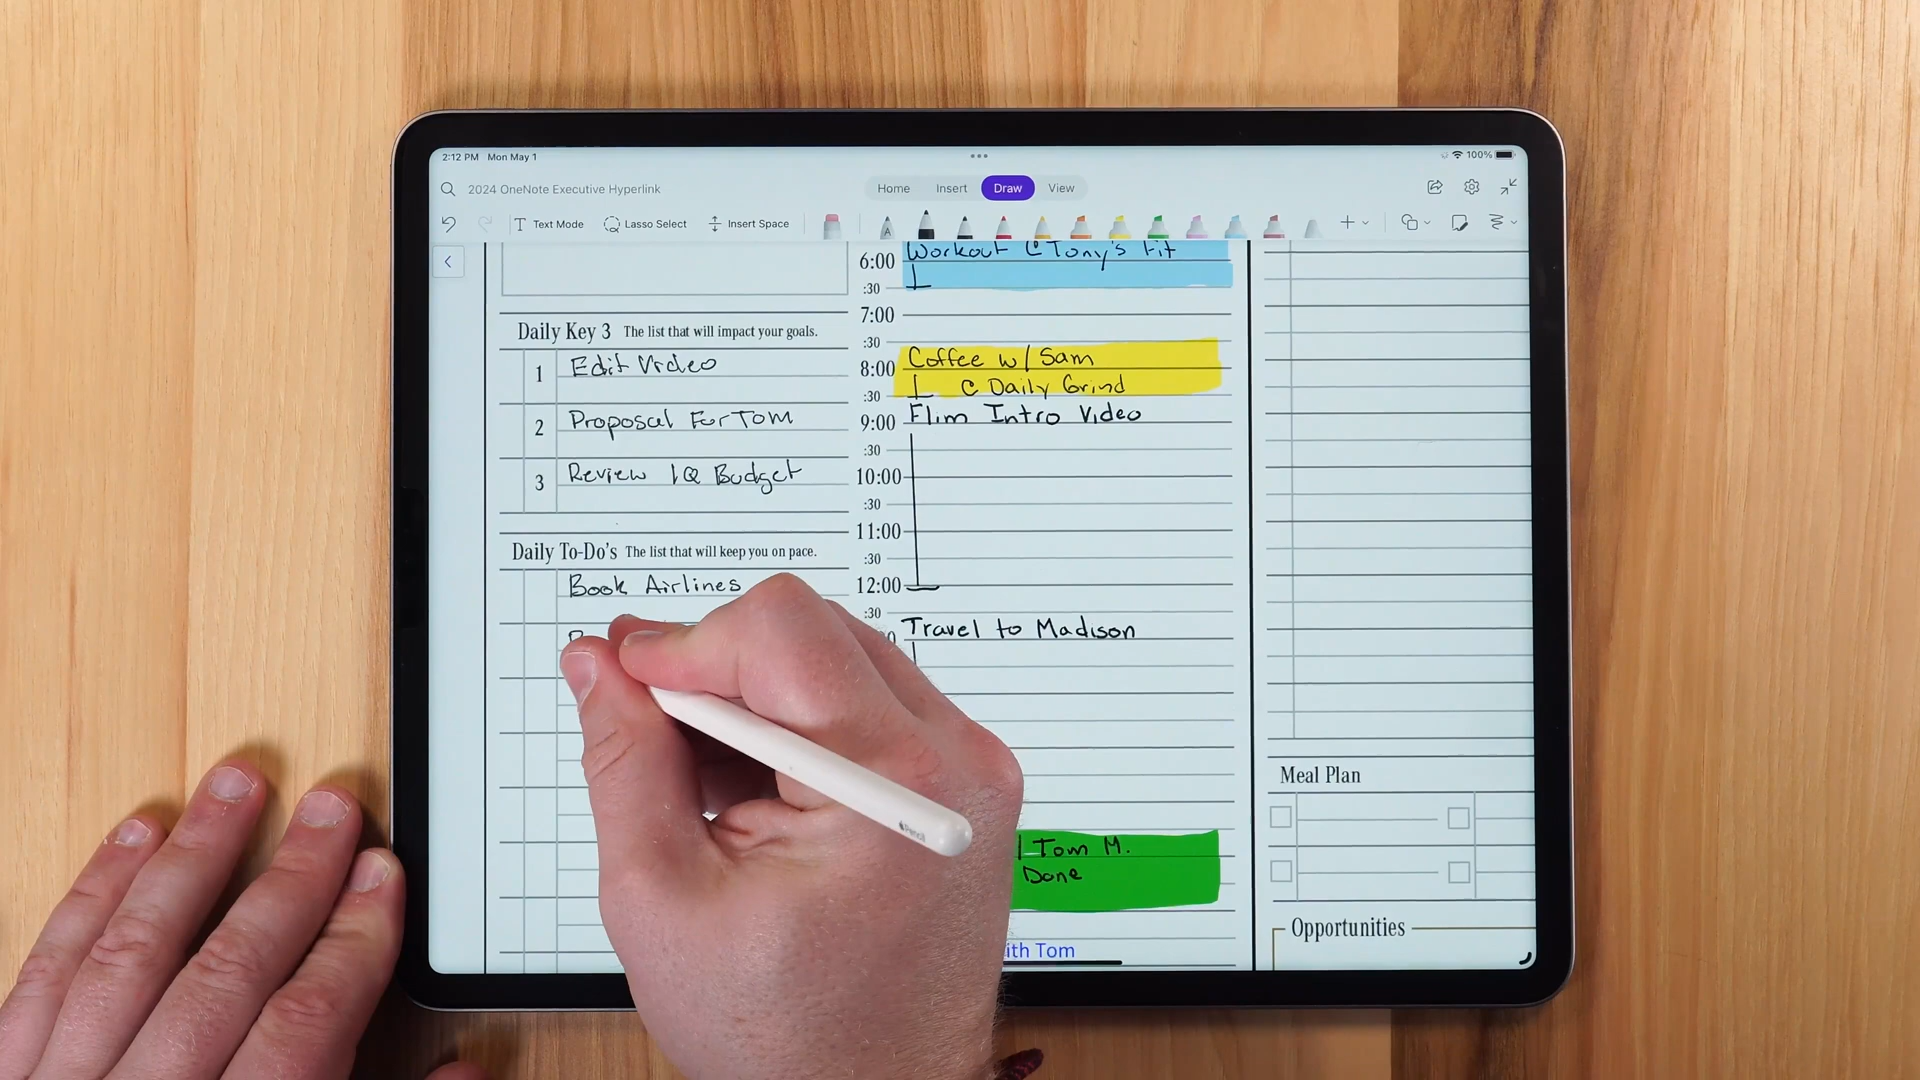 2:12 PM Mon May 1
100%
2024 OneNote Executive Hyperlink
Home Insert Draw View
Text Mode Lasso Select Insert Space
A
Daily Key 3 The list that will impact your goals.
1 Edit Video
2 Proposal For Tom
3 Review 1Q Budget
Daily To-Do's The list that will keep you on pace.
Book Airlines
Workout @ Tony's Fit
6:00
:30
7:00
:30
8:00 Coffee w/ Sam
:30 @ Daily Grind
9:00 Flim Intro Video
:30
10:00
:30
11:00
:30
12:00
:30
Travel to Madison
/ Tom M.
Done
ith Tom
Meal Plan
Opportunities
Pencil